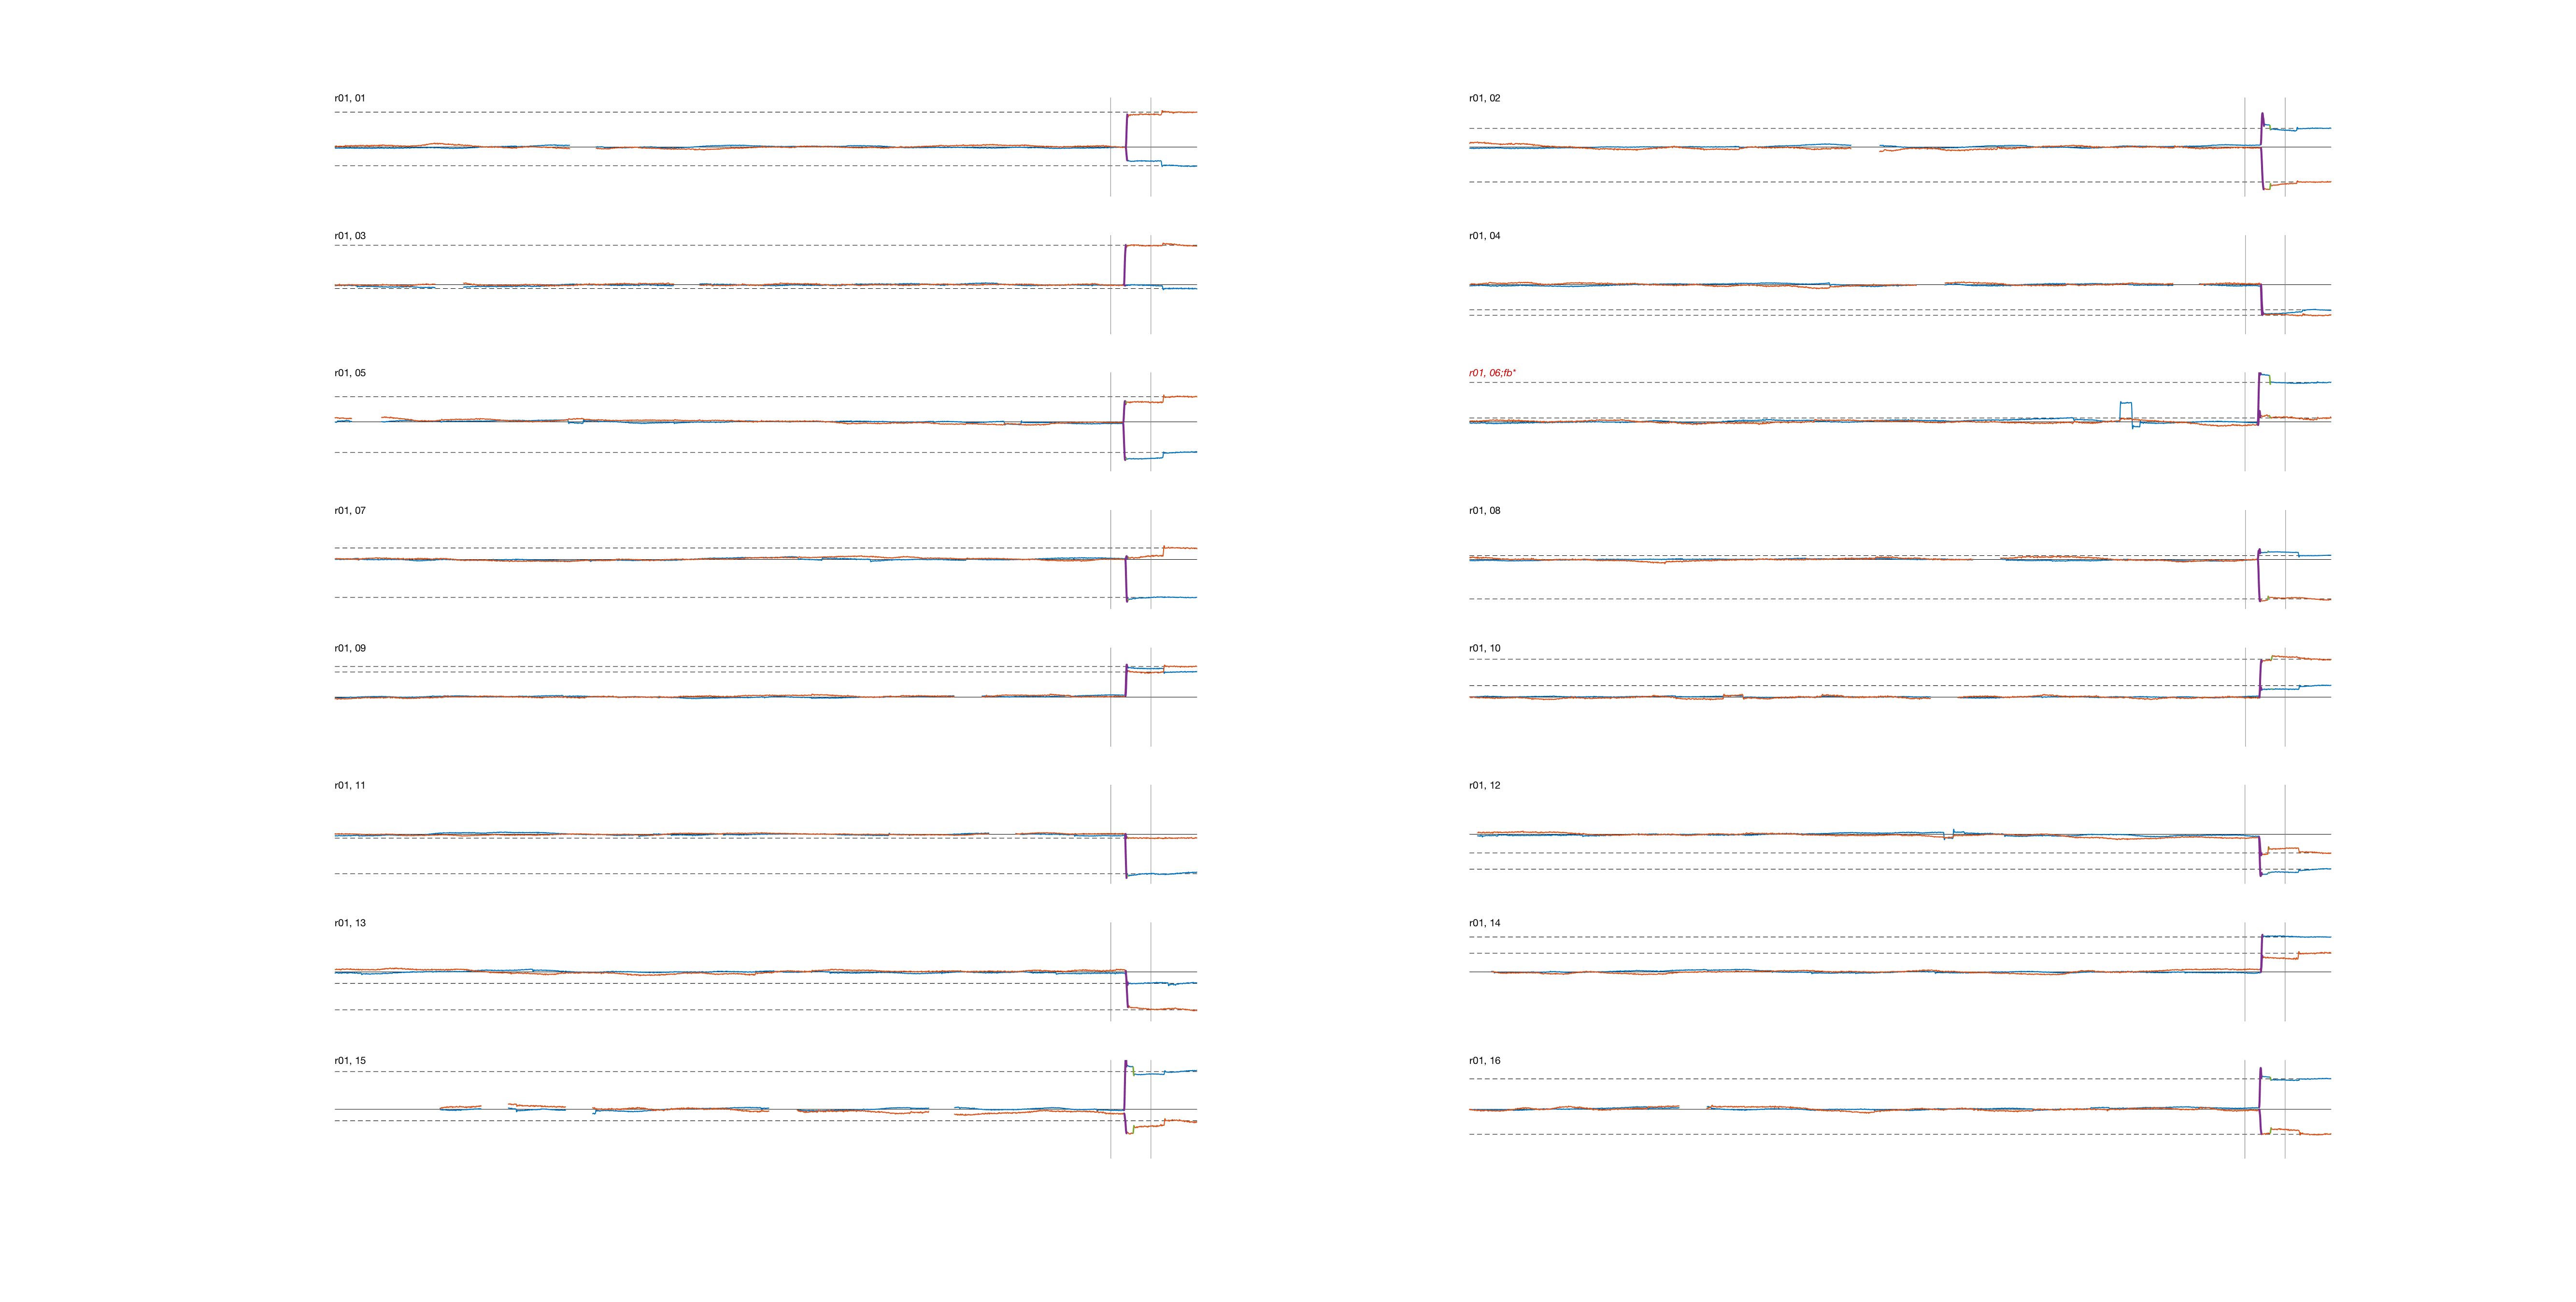 r01, 01
r01, 02
r01, 03
r01, 04
r01, 05
r01, 06;fb*
r01, 07
r01, 08
r01, 09
r01, 10
r01, 11
r01, 12
r01, 13
r01, 14
r01, 15
r01, 16